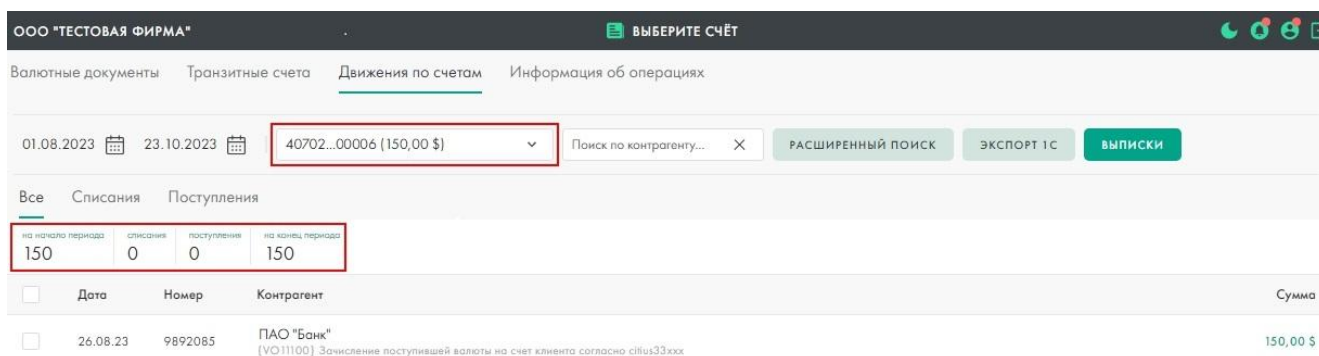 ООО "ТЕСТОВАЯ ФИРМА" ВЫБЕРИТЕ СЧЁТ
Валютные документы Транзитные счета Движения по счетам Информация об операциях
01.08.2023 23.10.2023 40702...00006 (150,00 $) Поиск по контрагенту... РАСШИРЕННЫЙ ПОИСК ЭКСПОРТ 1С ВЫПИСКИ
Все Списания Поступления
на начало периода списания поступления на конец периода
150 0 0 150
Дата Номер Контрагент Сумма
26.08.23 9892085 ПАО "Банк" 150,00 $
{VO11100} Зачисление поступившей валюты на счет клиента согласно citius33xxx